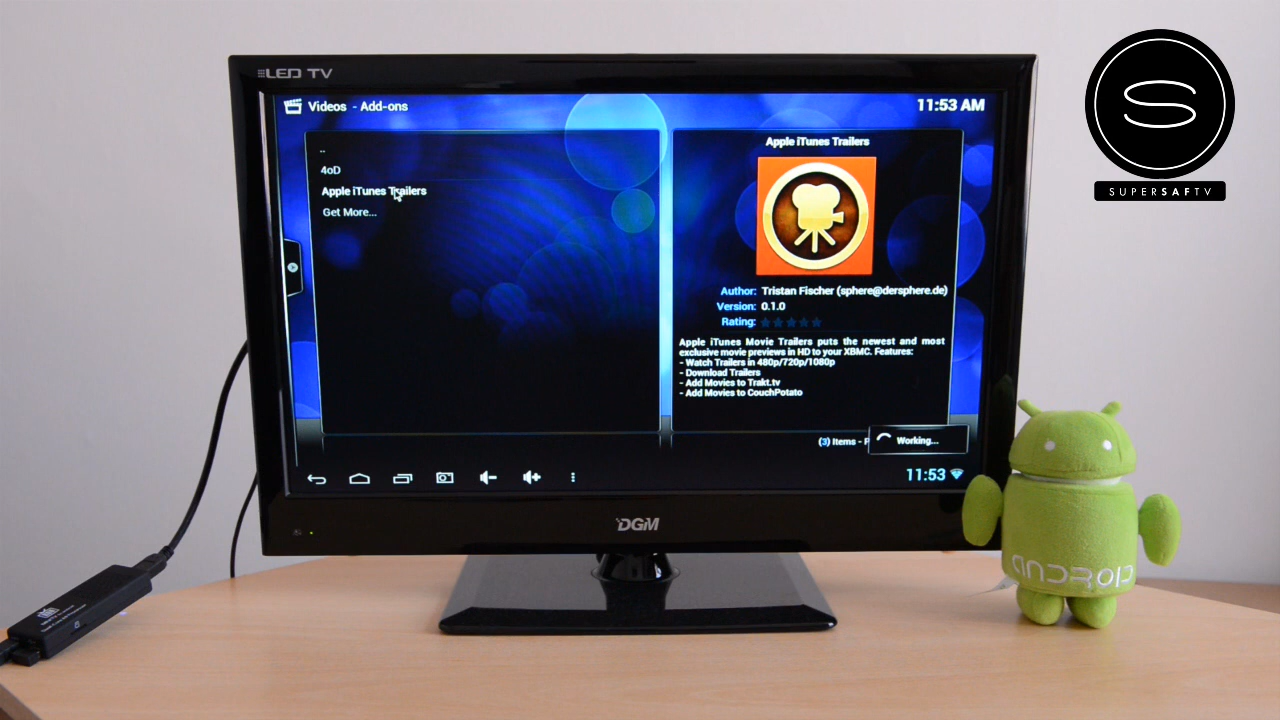 LED TV
Videos - Add-ons
11:53 AM
..
4oD
Apple iTunes Trailers
Get More...
Apple iTunes Trailers
Author: Tristan Fischer (sphere@dersphere.de)
Version: 0.1.0
Rating:
Apple iTunes Movie Trailers puts the newest and most
exclusive movie previews in HD to your XBMC. Features:
- Watch Trailers in 480p/720p/1080p
- Download Trailers
- Add Movies to Trakt.tv
- Add Movies to CouchPotato
(3) Items - P
Working...
11:53
DGM
ANDROID
S
SUPERSAFTV